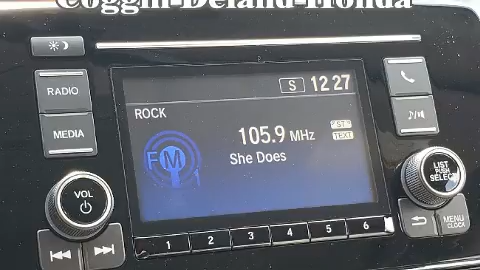 Coggin-Deland-Honda
S 12:27
RADIO
ROCK
105.9 MHz
ST
TEXT
MEDIA
FM
She Does
LIST
PUSH
SELECT
VOL
1 2 3 4 5 6
MENU
CLOCK